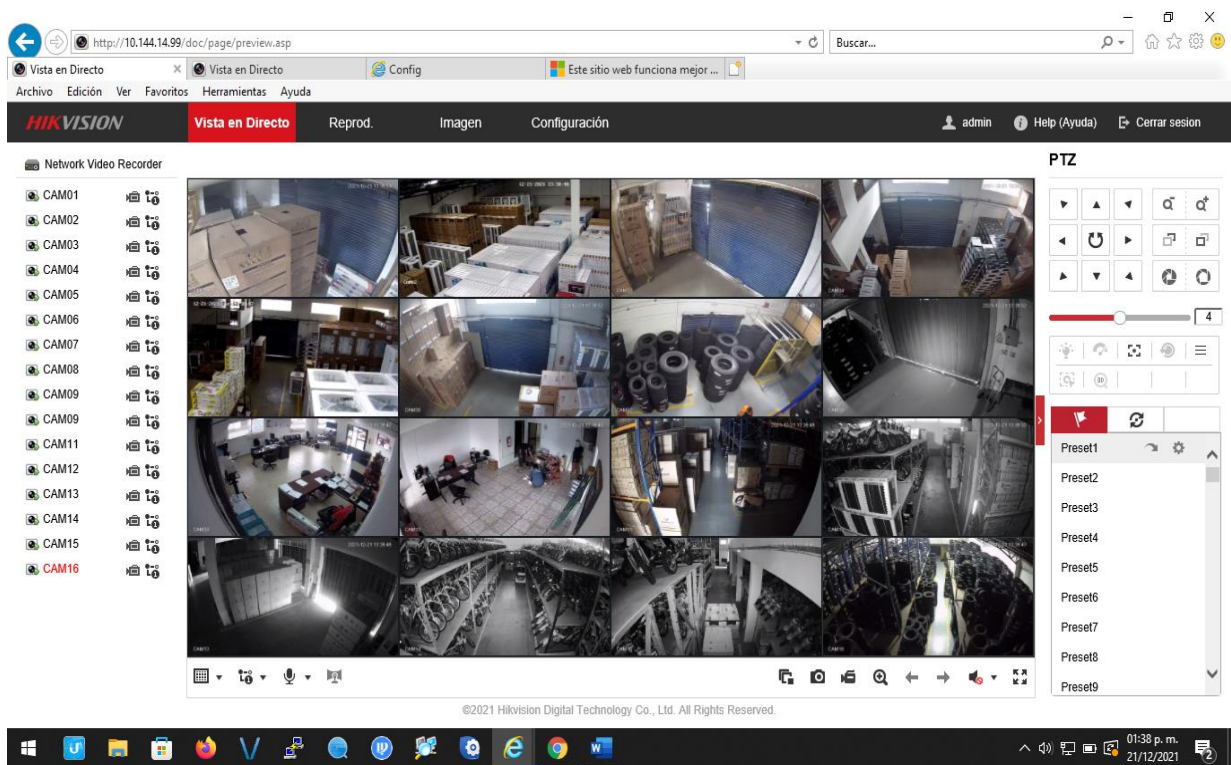 http://10.144.14.99/doc/page/preview.asp
Buscar...
Vista en Directo
Vista en Directo
Config
Este sitio web funciona mejor ...
Archivo Edición Ver Favoritos Herramientas Ayuda
HIKVISION
Vista en Directo
Reprod.
Imagen
Configuración
admin
Help (Ayuda)
Cerrar sesion
Network Video Recorder
CAM01
CAM02
CAM03
CAM04
CAM05
CAM06
CAM07
CAM08
CAM09
CAM09
CAM11
CAM12
CAM13
CAM14
CAM15
CAM16
PTZ
4
Preset1
Preset2
Preset3
Preset4
Preset5
Preset6
Preset7
Preset8
Preset9
©2021 Hikvision Digital Technology Co., Ltd. All Rights Reserved.
01:38 p. m.
21/12/2021
2